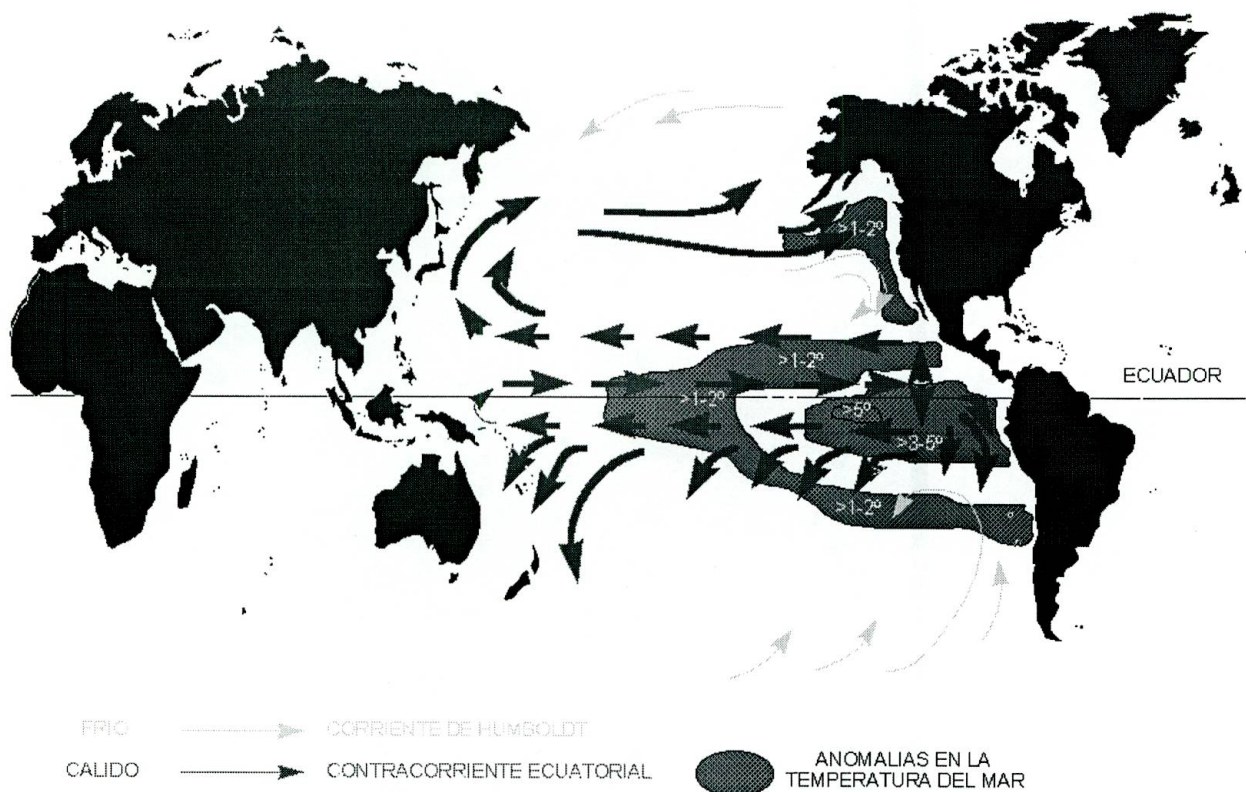 >1-2º
>1-2º
ECUADOR
>1-2º
>5º
>3-5º
>1-2º
FRIO CORRIENTE DE HUMBOLDT
CALIDO CONTRACORRIENTE ECUATORIAL
ANOMALIAS EN LA
TEMPERATURA DEL MAR